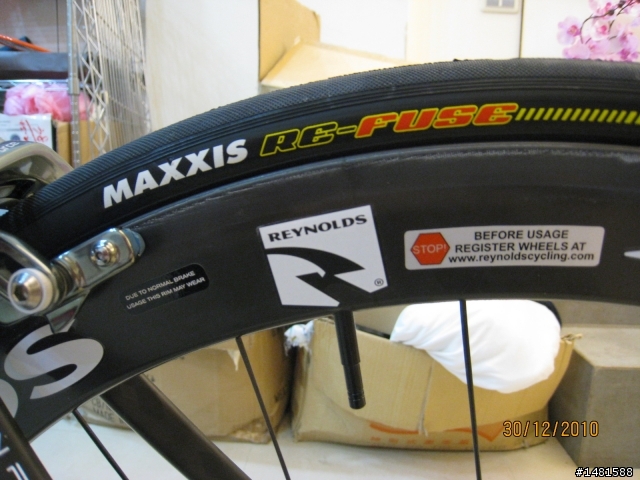 MAXXIS RE-FUSE
REYNOLDS
®
STOP!
BEFORE USAGE
REGISTER WHEELS AT
www.reynoldscycling.com
DUE TO NORMAL BRAKE
USAGE THIS RIM MAY WEAR
OS
30/12/2010
#1481588